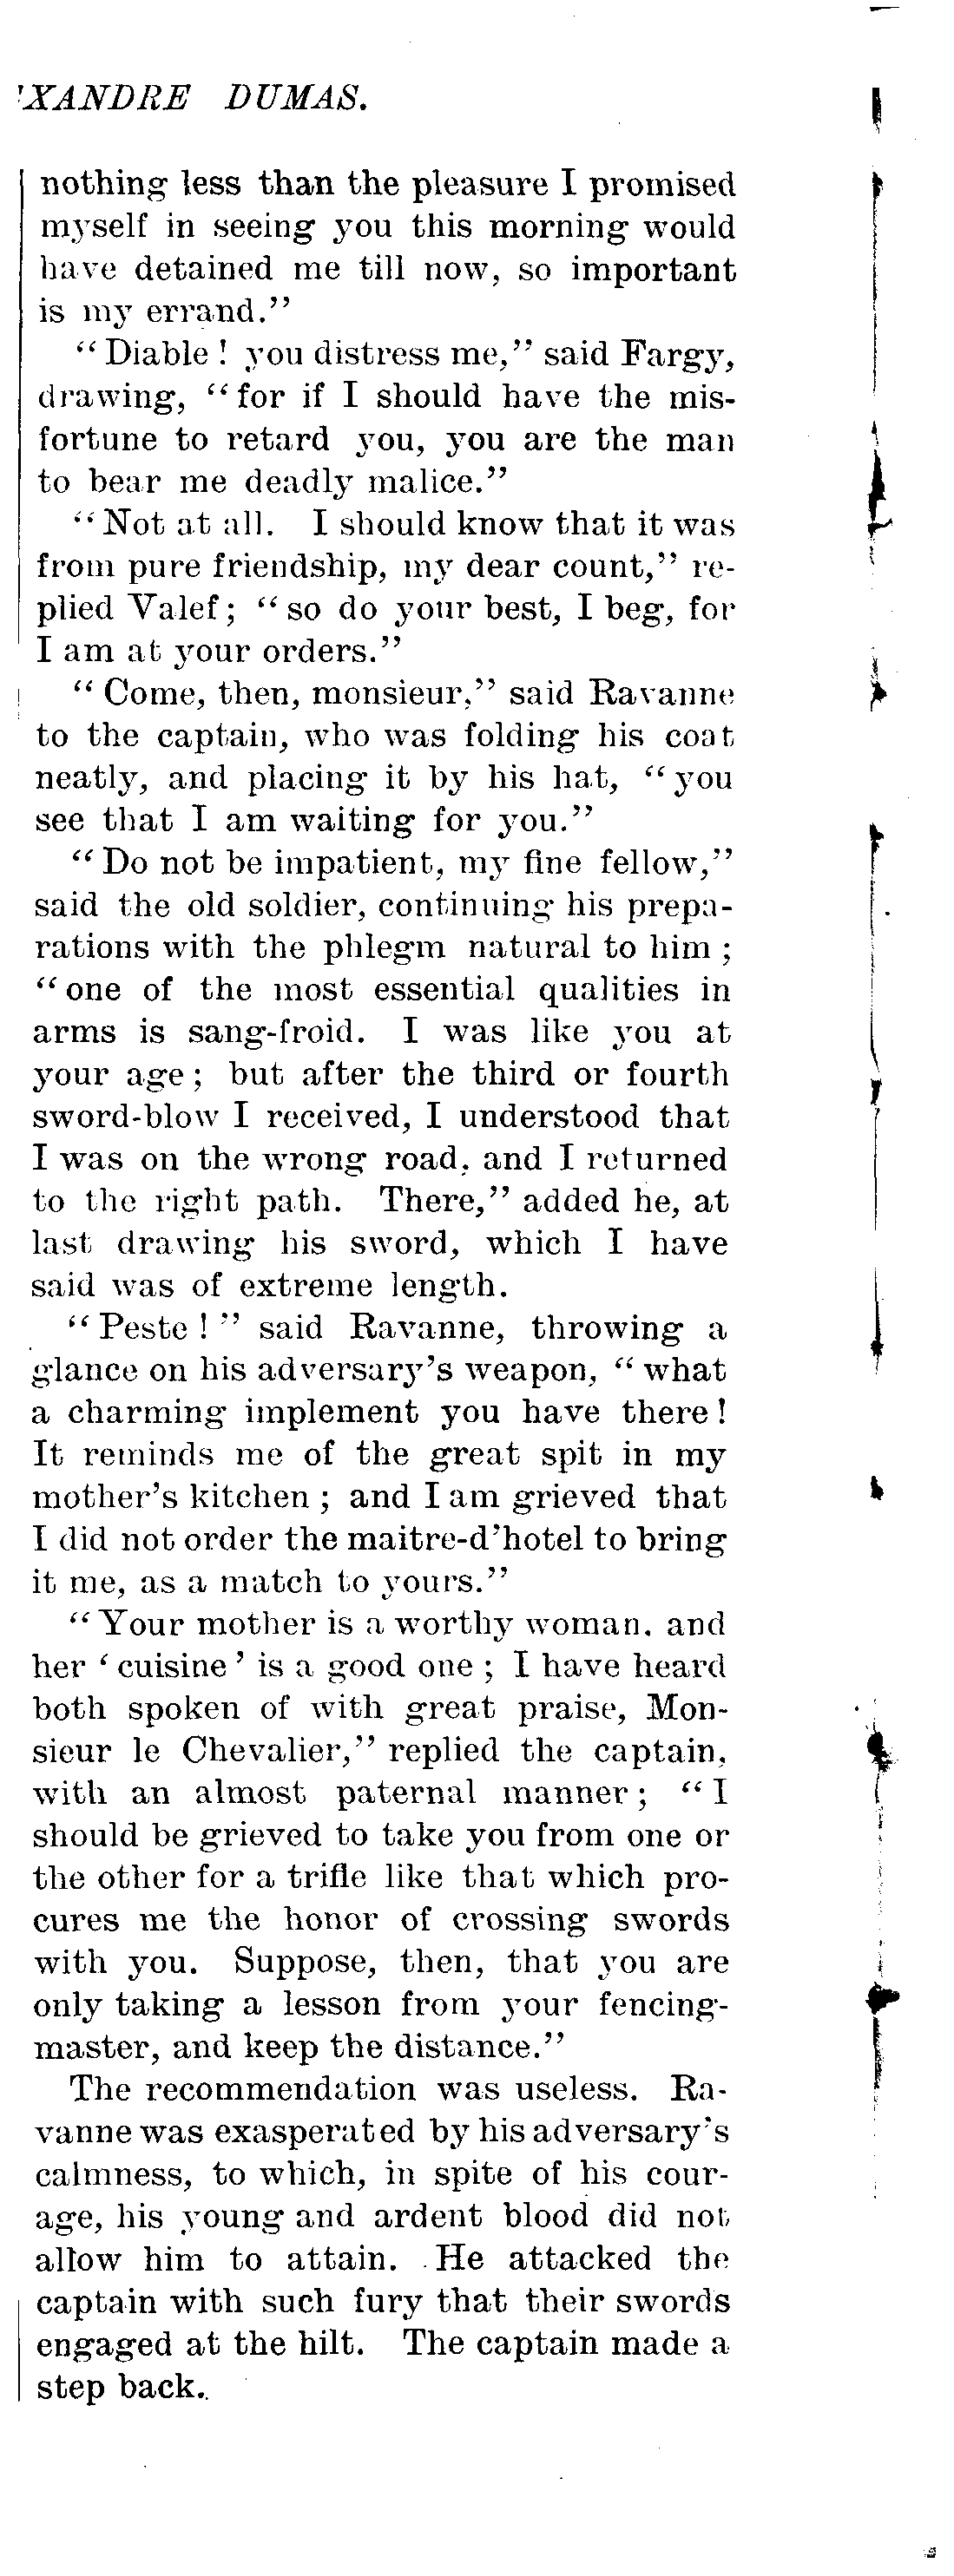 'XANDRE DUMAS.
nothing less than the pleasure I promised
myself in seeing you this morning would
have detained me till now, so important
is my errand."
"Diable ! you distress me," said Fargy,
drawing, "for if I should have the mis-
fortune to retard you, you are the man
to bear me deadly malice."
"Not at all. I should know that it was
from pure friendship, my dear count," re-
plied Valef; "so do your best, I beg, for
I am at your orders."
"Come, then, monsieur," said Ravanne
to the captain, who was folding his coat
neatly, and placing it by his hat, "you
see that I am waiting for you."
"Do not be impatient, my fine fellow,"
said the old soldier, continuing his prepa-
rations with the phlegm natural to him ;
"one of the most essential qualities in
arms is sang-froid. I was like you at
your age; but after the third or fourth
sword-blow I received, I understood that
I was on the wrong road, and I returned
to the right path. There," added he, at
last drawing his sword, which I have
said was of extreme length.
"Peste ! " said Ravanne, throwing a
glance on his adversary's weapon, "what
a charming implement you have there !
It reminds me of the great spit in my
mother's kitchen ; and I am grieved that
I did not order the maitre-d'hotel to bring
it me, as a match to yours."
"Your mother is a worthy woman. and
her ' cuisine ' is a good one ; I have heard
both spoken of with great praise, Mon-
sieur le Chevalier," replied the captain,
with an almost paternal manner; "I
should be grieved to take you from one or
the other for a trifle like that which pro-
cures me the honor of crossing swords
with you. Suppose, then, that you are
only taking a lesson from your fencing-
master, and keep the distance."
The recommendation was useless. Ra-
vanne was exasperated by his adversary's
calmness, to which, in spite of his cour-
age, his young and ardent blood did not
allow him to attain. He attacked the
captain with such fury that their swords
engaged at the hilt. The captain made a
step back.